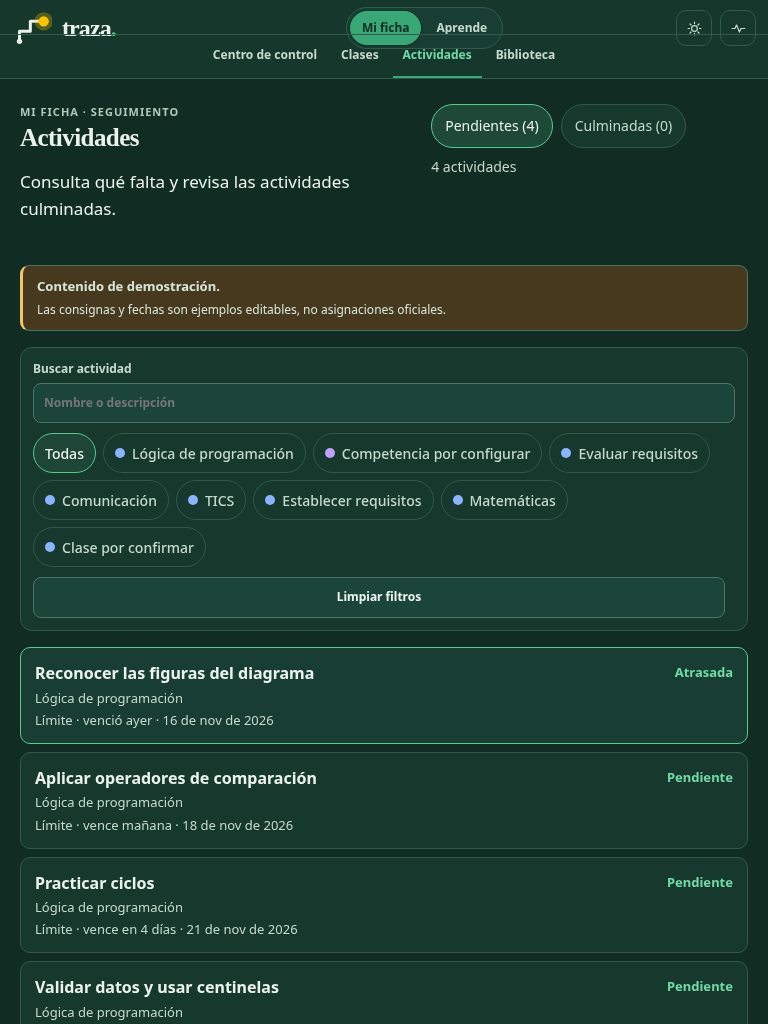 traza.
Mi ficha
Aprende
Centro de control
Clases
Actividades
Biblioteca
MI FICHA · SEGUIMIENTO
Actividades
Consulta qué falta y revisa las actividades
culminadas.
Pendientes (4)
Culminadas (0)
4 actividades
Contenido de demostración.
Las consignas y fechas son ejemplos editables, no asignaciones oficiales.
Buscar actividad
Nombre o descripción
Todas
Lógica de programación
Competencia por configurar
Evaluar requisitos
Comunicación
TICS
Establecer requisitos
Matemáticas
Clase por confirmar
Limpiar filtros
Reconocer las figuras del diagrama
Atrasada
Lógica de programación
Límite · venció ayer · 16 de nov de 2026
Aplicar operadores de comparación
Pendiente
Lógica de programación
Límite · vence mañana · 18 de nov de 2026
Practicar ciclos
Pendiente
Lógica de programación
Límite · vence en 4 días · 21 de nov de 2026
Validar datos y usar centinelas
Pendiente
Lógica de programación